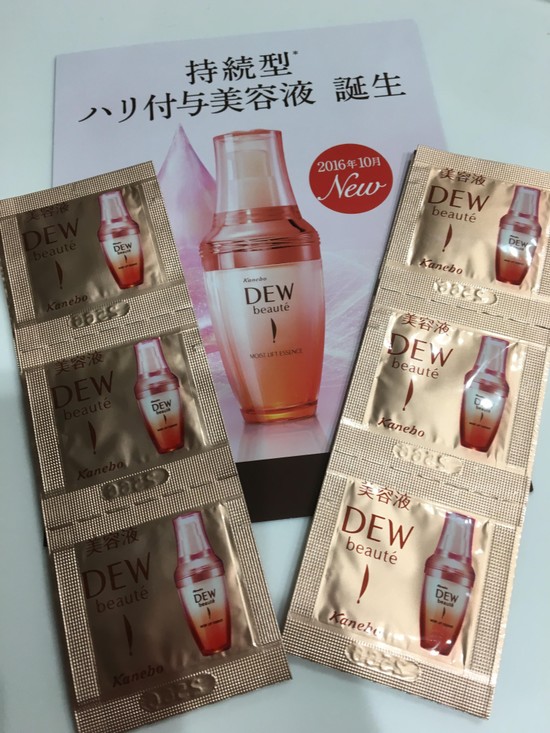 持続型*
ハリ付与美容液 誕生
2016年10月
New
Kanebo
DEW
beauté
MOIST LIFT ESSENCE
美容液
DEW
beauté
Kanebo
美容液
DEW
beauté
Kanebo
美容液
DEW
beauté
Kanebo
美容液
DEW
beauté
Kanebo
美容液
DEW
beauté
Kanebo
美容液
DEW
beauté
Kanebo